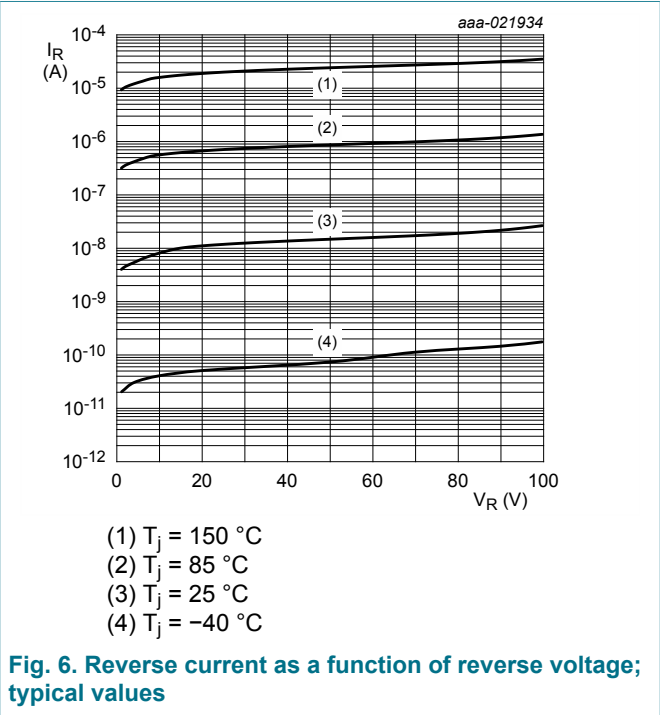 aaa-021934
I_R
(A)
10^-4
10^-5
10^-6
10^-7
10^-8
10^-9
10^-10
10^-11
10^-12
(1)
(2)
(3)
(4)
0 20 40 60 80 100
V_R (V)
(1) T_j = 150 °C
(2) T_j = 85 °C
(3) T_j = 25 °C
(4) T_j = −40 °C
Fig. 6. Reverse current as a function of reverse voltage;
typical values